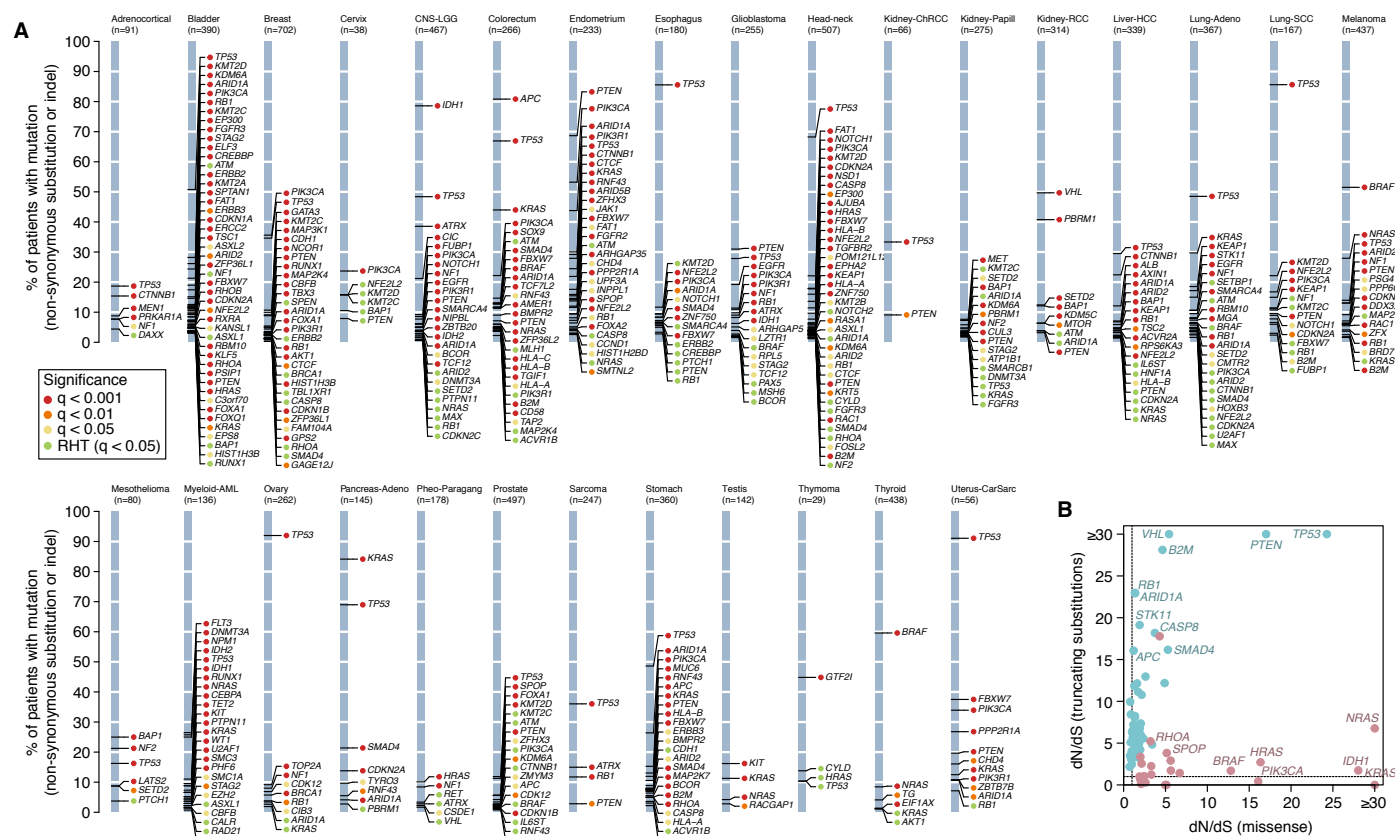 A
% of patients with mutation
(non-synonymous substitution or indel)
100
90
80
70
60
50
40
30
20
10
0
Significance
q < 0.001
q < 0.01
q < 0.05
RHT (q < 0.05)
Adrenocortical
(n=91)
TP53
CTNNB1
MEN1
PRKAR1A
NF1
DAXX
Bladder
(n=390)
TP53
KMT2D
KDM6A
ARID1A
PIK3CA
RB1
KMT2C
EP300
FGFR3
STAG2
ELF3
CREBBP
ATM
ERBB2
KMT2A
SPTAN1
FAT1
ERBB3
CDKN1A
ERCC2
TSC1
ASXL2
ARID2
ZFP36L1
NF1
FBXW7
RHOB
CDKN2A
NFE2L2
RXRA
KANSL1
ASXL1
RBM10
KLF5
RHOA
PSIP1
PTEN
HRAS
C3orf70
FOXA1
FOXQ1
KRAS
EPS8
BAP1
HIST1H3B
RUNX1
Breast
(n=702)
PIK3CA
TP53
GATA3
KMT2C
MAP3K1
CDH1
NCOR1
PTEN
RUNX1
MAP2K4
CBFB
TBX3
SPEN
ARID1A
FOXA1
PIK3R1
ERBB2
RB1
AKT1
CTCF
BRCA1
HIST1H3B
TBL1XR1
CASP8
CDKN1B
ZFP36L1
FAM104A
GPS2
RHOA
SMAD4
GAGE12J
Cervix
(n=38)
PIK3CA
NFE2L2
KMT2D
KMT2C
BAP1
PTEN
CNS-LGG
(n=467)
IDH1
TP53
ATRX
CIC
FUBP1
PIK3CA
NOTCH1
NF1
EGFR
PIK3R1
PTEN
SMARCA4
NIPBL
ZBTB20
IDH2
ARID1A
BCOR
TCF12
ARID2
DNMT3A
SETD2
PTPN11
NRAS
MAX
RB1
CDKN2C
Colorectum
(n=266)
APC
TP53
KRAS
PIK3CA
SOX9
ATM
SMAD4
FBXW7
BRAF
ARID1A
TCF7L2
RNF43
AMER1
BMPR2
PTEN
NRAS
ZFP36L2
MLH1
HLA-C
HLA-B
TGIF1
HLA-A
PIK3R1
B2M
CD58
TAP2
MAP2K4
ACVR1B
Endometrium
(n=233)
PTEN
PIK3CA
ARID1A
PIK3R1
TP53
CTNNB1
CTCF
KRAS
RNF43
ARID5B
ZFHX3
JAK1
FBXW7
FAT1
FGFR2
ATM
ARHGAP35
CHD4
PPP2R1A
UPF3A
INPPL1
SPOP
NFE2L2
RB1
FOXA2
CASP8
CCND1
HIST1H2BD
NRAS
SMTNL2
Esophagus
(n=180)
TP53
KMT2D
NFE2L2
PIK3CA
ARID1A
NOTCH1
SMAD4
ZNF750
SMARCA4
FBXW7
ERBB2
CREBBP
PTCH1
PTEN
RB1
Glioblastoma
(n=255)
PTEN
TP53
EGFR
PIK3CA
PIK3R1
NF1
RB1
ATRX
IDH1
ARHGAP5
LZTR1
BRAF
RPL5
STAG2
TCF12
PAX5
MSH6
BCOR
Head-neck
(n=507)
TP53
FAT1
NOTCH1
PIK3CA
KMT2D
CDKN2A
NSD1
CASP8
EP300
AJUBA
HRAS
FBXW7
HLA-B
NFE2L2
TGFBR2
POM121L12
EPHA2
KEAP1
HLA-A
ZNF750
KMT2B
NOTCH2
RASA1
ASXL1
ARID1A
KDM6A
ARID2
RB1
CTCF
PTEN
KRT5
CYLD
FGFR3
RAC1
SMAD4
RHOA
FOSL2
B2M
NF2
Kidney-ChRCC
(n=66)
TP53
PTEN
Kidney-Papill
(n=275)
MET
KMT2C
SETD2
BAP1
ARID1A
KDM6A
PBRM1
NF2
CUL3
PTEN
STAG2
ATP1B1
SMARCB1
DNMT3A
TP53
KRAS
FGFR3
Kidney-RCC
(n=314)
VHL
PBRM1
SETD2
BAP1
KDM5C
MTOR
ATM
ARID1A
PTEN
Liver-HCC
(n=339)
TP53
CTNNB1
ALB
AXIN1
ARID2
BAP1
KEAP1
RB1
TSC2
ACVR2A
RPS6KA3
NFE2L2
IL6ST
HNF1A
HLA-B
PTEN
CDKN2A
KRAS
NRAS
Lung-Adeno
(n=367)
TP53
KRAS
KEAP1
STK11
EGFR
NF1
SETBP1
SMARCA4
ATM
RBM10
MGA
BRAF
RB1
ARID1A
SETD2
CMTR2
PIK3CA
ARID2
CTNNB1
SMAD4
HOXB3
NFE2L2
CDKN2A
U2AF1
MAX
Lung-SCC
(n=167)
TP53
KMT2D
NFE2L2
PIK3CA
KEAP1
NF1
KMT2C
PTEN
NOTCH1
CDKN2A
FBXW7
RB1
B2M
FUBP1
Melanoma
(n=437)
BRAF
NRAS
TP53
ARID2
NF1
PTEN
PSG4
PPP6
CDKN
DDX3
MAP2
RAC1
ZFX
RB1
BRD7
KRAS
B2M
% of patients with mutation
(non-synonymous substitution or indel)
100
90
80
70
60
50
40
30
20
10
0
Mesothelioma
(n=80)
BAP1
NF2
TP53
LATS2
SETD2
PTCH1
Myeloid-AML
(n=136)
FLT3
DNMT3A
NPM1
IDH2
TP53
IDH1
RUNX1
NRAS
CEBPA
TET2
KIT
PTPN11
KRAS
WT1
U2AF1
SMC3
PHF6
SMC1A
STAG2
EZH2
ASXL1
CBFB
CALR
RAD21
Ovary
(n=262)
TP53
TOP2A
NF1
CDK12
BRCA1
RB1
CIB3
ARID1A
KRAS
Pancreas-Adeno
(n=145)
KRAS
TP53
SMAD4
CDKN2A
TYRO3
RNF43
ARID1A
PBRM1
Pheo-Paragang
(n=178)
HRAS
NF1
RET
ATRX
CSDE1
VHL
Prostate
(n=497)
TP53
SPOP
FOXA1
KMT2D
KMT2C
ATM
PTEN
ZFHX3
PIK3CA
KDM6A
CTNNB1
ZMYM3
APC
CDK12
BRAF
CDKN1B
IL6ST
RNF43
Sarcoma
(n=247)
TP53
ATRX
RB1
PTEN
Stomach
(n=360)
TP53
ARID1A
PIK3CA
MUC6
RNF43
APC
KRAS
PTEN
HLA-B
FBXW7
ERBB3
BMPR2
CDH1
ARID2
SMAD4
MAP2K7
BCOR
B2M
RHOA
CASP8
HLA-A
ACVR1B
Testis
(n=142)
KIT
KRAS
NRAS
RACGAP1
Thymoma
(n=29)
GTF2I
CYLD
HRAS
TP53
Thyroid
(n=438)
BRAF
NRAS
TG
EIF1AX
KRAS
AKT1
Uterus-CarSarc
(n=56)
TP53
FBXW7
PIK3CA
PPP2R1A
PTEN
CHD4
KRAS
PIK3R1
ZBTB7B
ARID1A
RB1
B
dN/dS (truncating substitutions)
≥30
25
20
15
10
5
0
VHL
PTEN
TP53
B2M
RB1
ARID1A
STK11
CASP8
APC
SMAD4
NRAS
RHOA
SPOP
HRAS
BRAF
PIK3CA
IDH1
KRAS
0
5
10
15
20
25
≥30
dN/dS (missense)